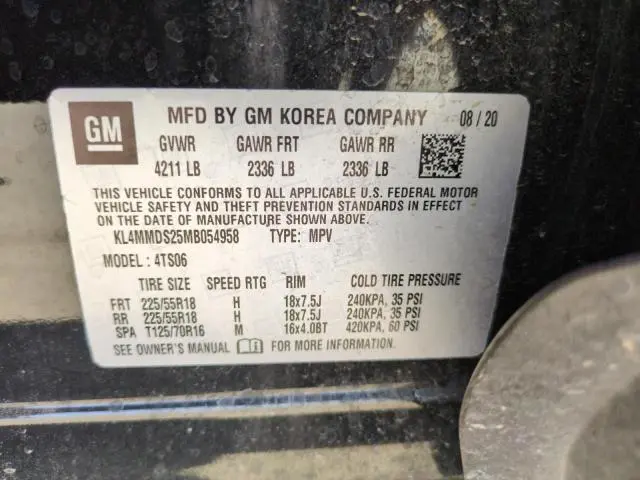 GM
MFD BY GM KOREA COMPANY 08 / 20
GVWR GAWR FRT GAWR RR
4211 LB 2336 LB 2336 LB
THIS VEHICLE CONFORMS TO ALL APPLICABLE U.S. FEDERAL MOTOR
VEHICLE SAFETY AND THEFT PREVENTION STANDARDS IN EFFECT
ON THE DATE OF MANUFACTURE SHOWN ABOVE.
KL4MMDS25MB054958 TYPE: MPV
MODEL : 4TS06
TIRE SIZE SPEED RTG RIM COLD TIRE PRESSURE
FRT 225/55R18 H 18x7.5J 240KPA, 35 PSI
RR 225/55R18 H 18x7.5J 240KPA, 35 PSI
SPA T125/70R16 M 16x4.0BT 420KPA, 60 PSI
SEE OWNER'S MANUAL FOR MORE INFORMATION.